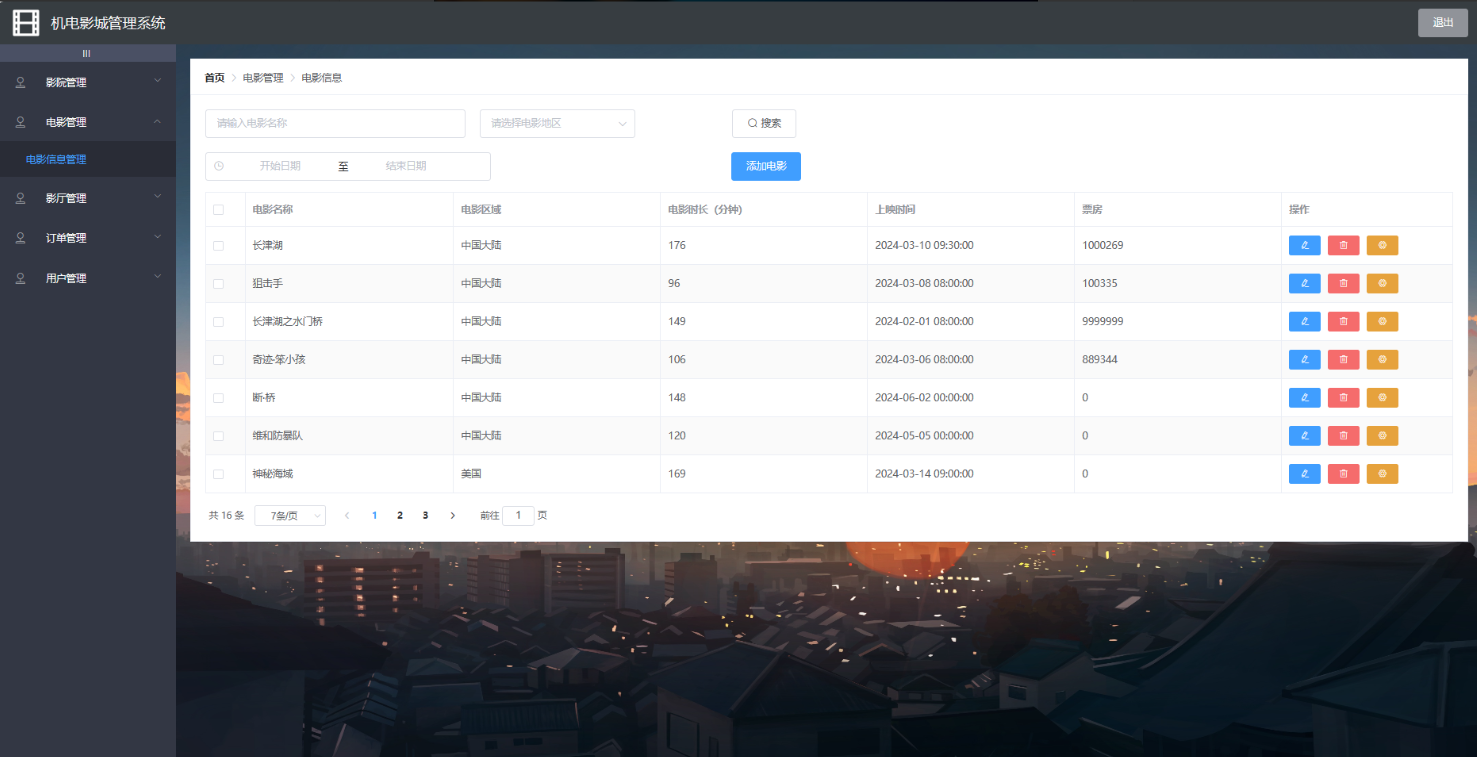 机电影城管理系统
退出
影院管理
电影管理
电影信息管理
影厅管理
订单管理
用户管理
首页 电影管理 电影信息
请输入电影名称 请选择电影地区 搜索
开始日期 至 结束日期 添加电影
电影名称 电影区域 电影时长（分钟） 上映时间 票房 操作
长津湖 中国大陆 176 2024-03-10 09:30:00 1000269
狙击手 中国大陆 96 2024-03-08 08:00:00 100335
长津湖之水门桥 中国大陆 149 2024-02-01 08:00:00 9999999
奇迹·笨小孩 中国大陆 106 2024-03-06 08:00:00 889344
断·桥 中国大陆 148 2024-06-02 00:00:00 0
维和防暴队 中国大陆 120 2024-05-05 00:00:00 0
神秘海域 美国 169 2024-03-14 09:00:00 0
共 16 条 7条/页 1 2 3 前往 1 页